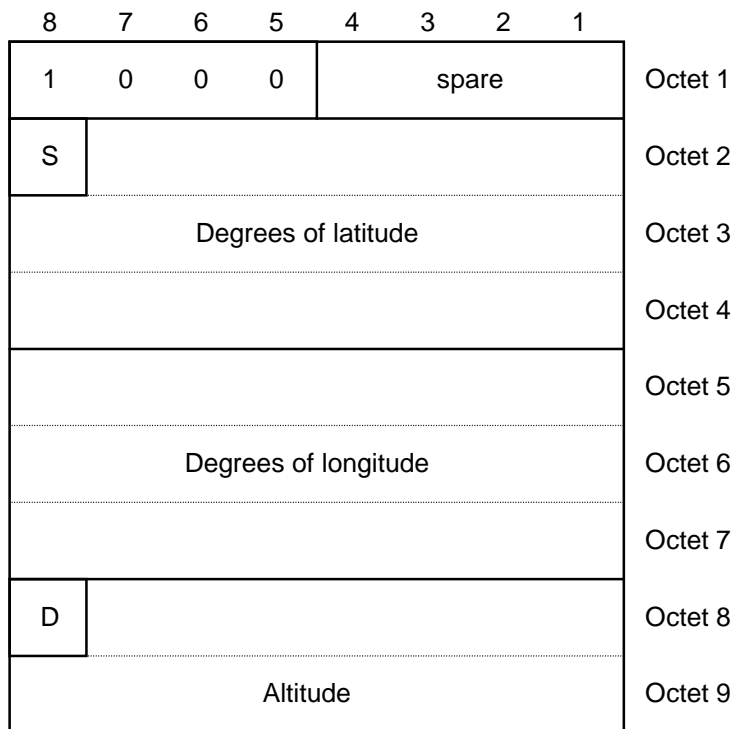 8 7 6 5 4 3 2 1
1 0 0 0 spare Octet 1
S Octet 2
Degrees of latitude Octet 3
Octet 4
Octet 5
Degrees of longitude Octet 6
Octet 7
D Octet 8
Altitude Octet 9